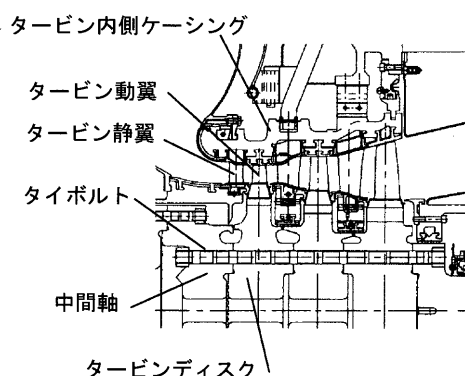 タービン内側ケーシング
タービン動翼
タービン静翼
タイボルト
中間軸
タービンディスク